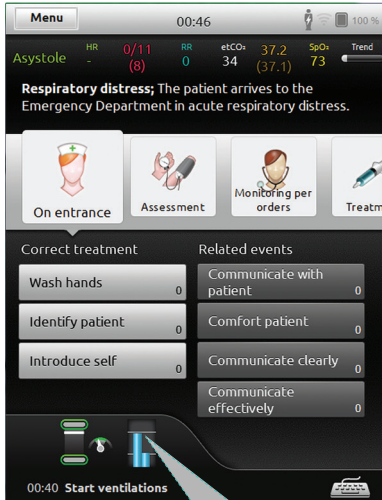 Menu
00:46
100 %
Asystole
HR
-
0/11
(8)
RR
0
etCO₂
34
37.2
(37.1)
SpO₂
73
Trend
Respiratory distress; The patient arrives to the
Emergency Department in acute respiratory distress.
On entrance
Assessment
Monitoring per
orders
Treatm
Correct treatment
Related events
Wash hands
0
Communicate with
patient
0
Identify patient
0
Comfort patient
0
Introduce self
0
Communicate clearly
0
Communicate
effectively
0
00:40 Start ventilations